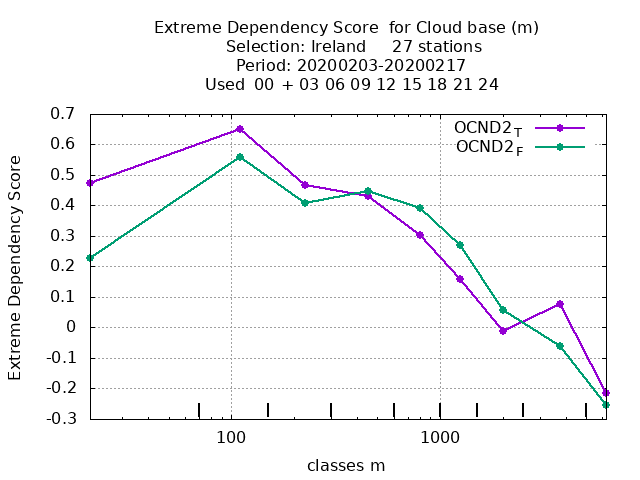 Extreme Dependency Score  for Cloud base (m)
Selection: Ireland     27 stations
Period: 20200203-20200217
Used  00 + 03 06 09 12 15 18 21 24
OCND2T
OCND2F
Extreme Dependency Score
0.7
0.6
0.5
0.4
0.3
0.2
0.1
0
-0.1
-0.2
-0.3
100 1000
classes m